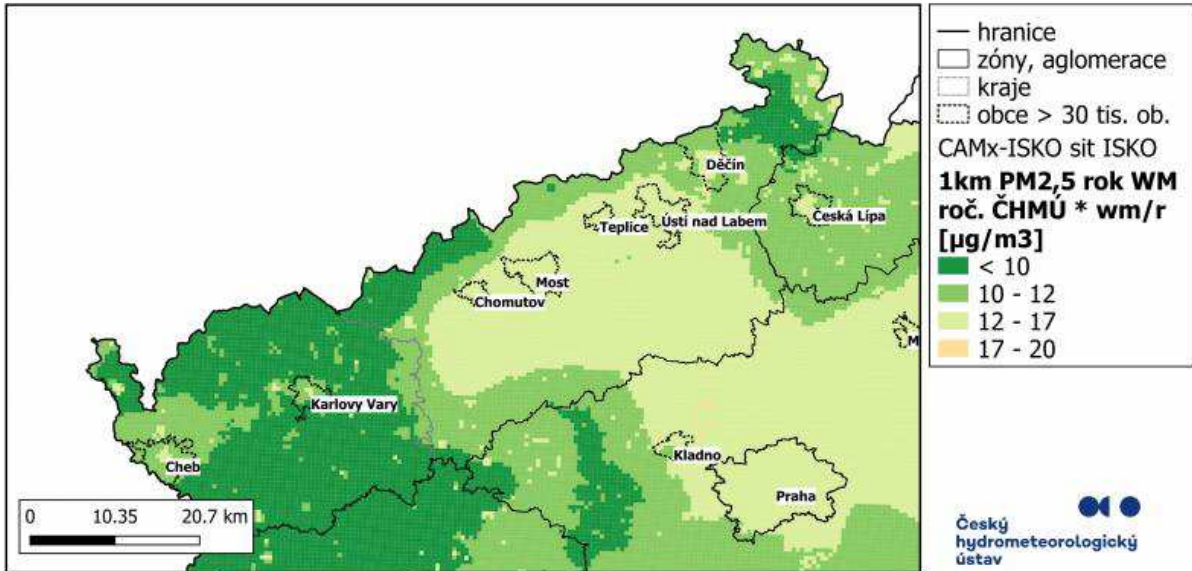 Děčín
Teplice
Ústí nad Labem
Česká Lípa
Most
Chomutov
Karlovy Vary
Cheb
Kladno
Praha
M
0 10.35 20.7 km
hranice
zóny, aglomerace
kraje
obce > 30 tis. ob.
CAMx-ISKO sit ISKO
1km PM2,5 rok WM
roč. ČHMÚ * wm/r
[µg/m3]
< 10
10 - 12
12 - 17
17 - 20
Český
hydrometeorologický
ústav